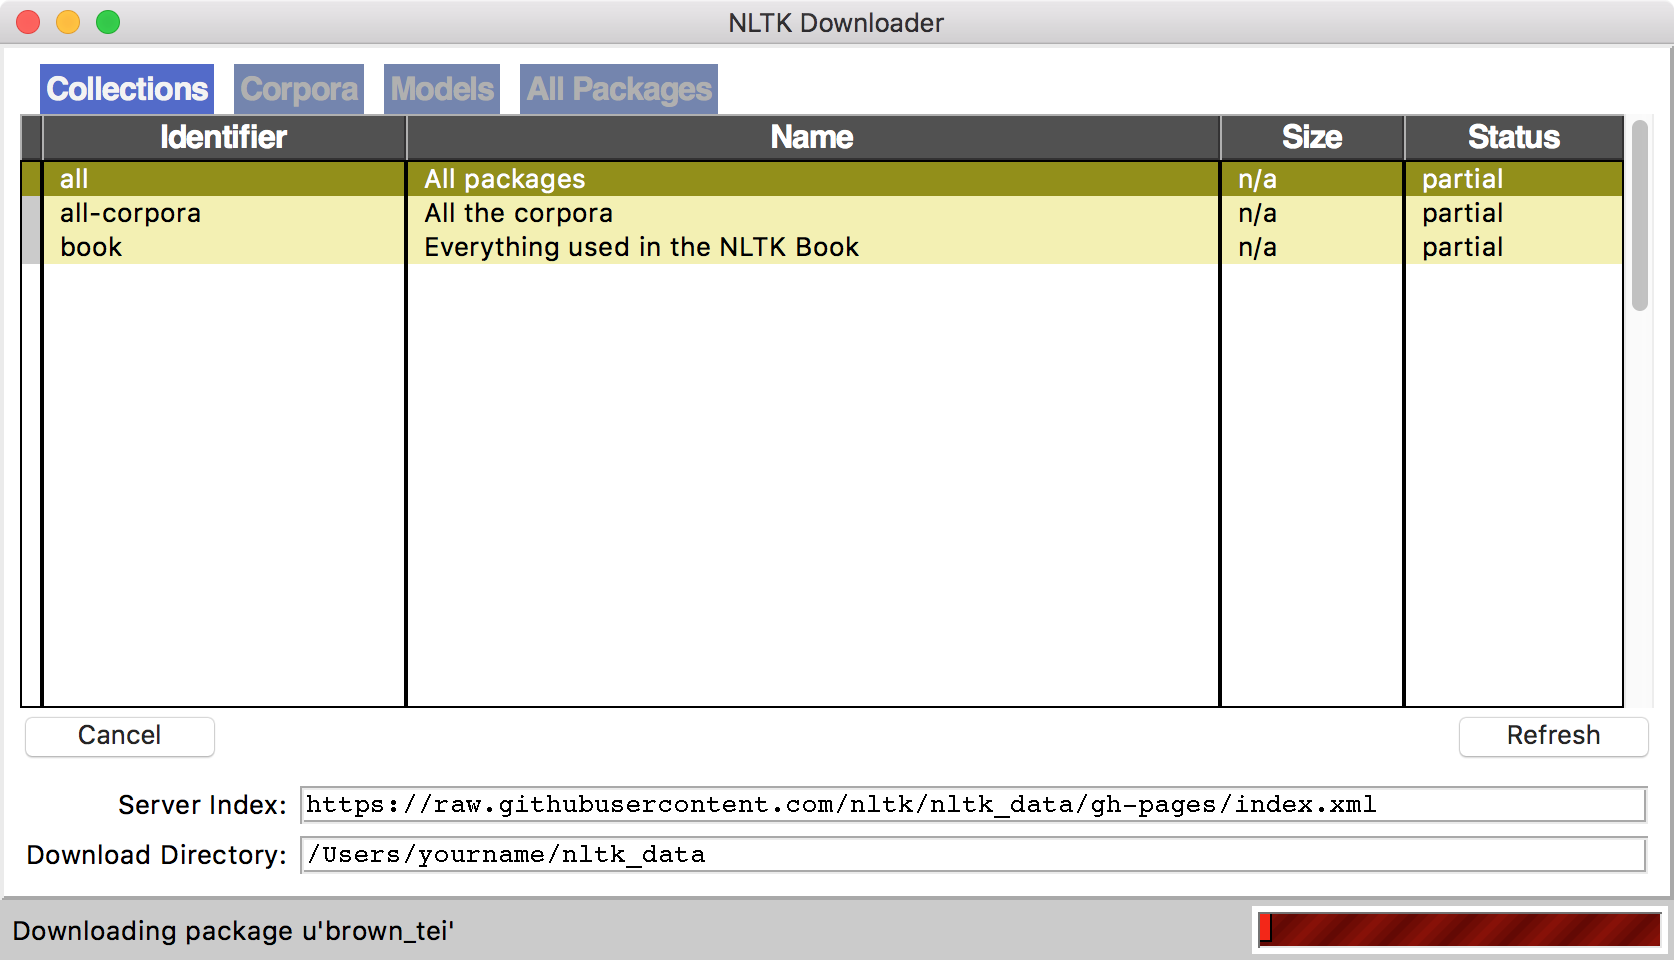 NLTK Downloader
Collections Corpora Models All Packages
Identifier Name Size Status
all All packages n/a partial
all-corpora All the corpora n/a partial
book Everything used in the NLTK Book n/a partial
Cancel Refresh
Server Index: https://raw.githubusercontent.com/nltk/nltk_data/gh-pages/index.xml
Download Directory: /Users/yourname/nltk_data
Downloading package u'brown_tei'